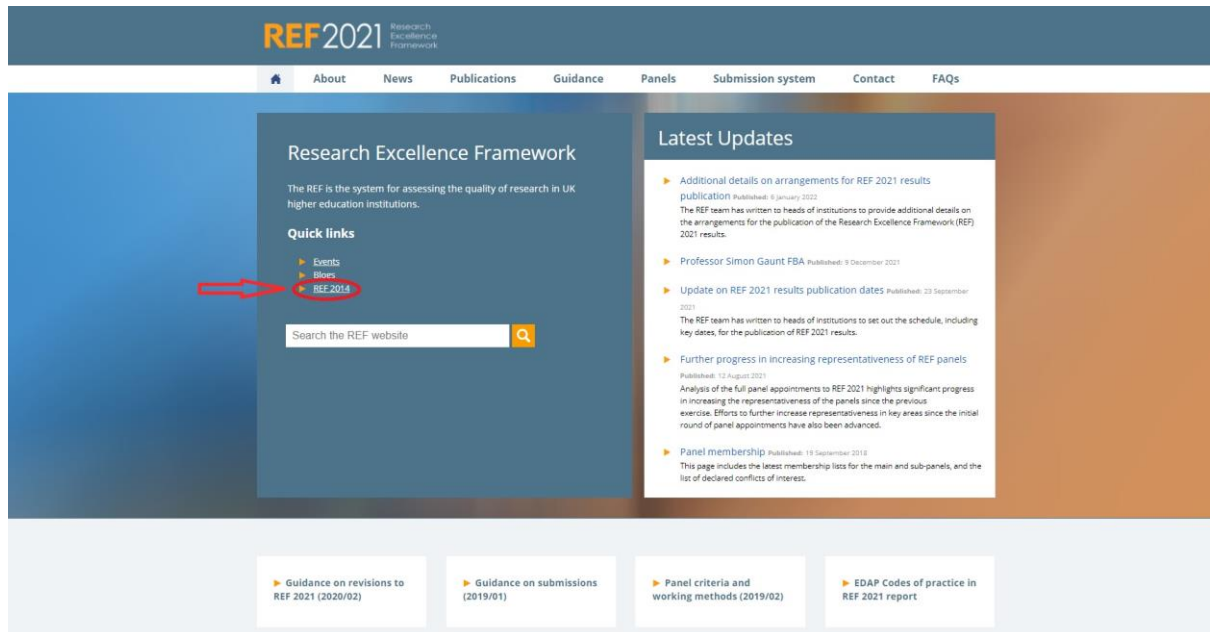 REF2021 Research
Excellence
Framework
About News Publications Guidance Panels Submission system Contact FAQs
Research Excellence Framework
The REF is the system for assessing the quality of research in UK
higher education institutions.
Quick links
Events
Blogs
REF 2014
Search the REF website
Latest Updates
Additional details on arrangements for REF 2021 results
publication Published: 6 January 2022
The REF team has written to heads of institutions to provide additional details on
the arrangements for the publication of the Research Excellence Framework (REF)
2021 results.
Professor Simon Gaunt FBA Published: 9 December 2021
Update on REF 2021 results publication dates Published: 23 September
2021
The REF team has written to heads of institutions to set out the schedule, including
key dates, for the publication of REF 2021 results.
Further progress in increasing representativeness of REF panels
Published: 12 August 2021
Analysis of the full panel appointments to REF 2021 highlights significant progress
in increasing the representativeness of the panels since the previous
exercise. Efforts to further increase representativeness in key areas since the initial
round of panel appointments have also been advanced.
Panel membership Published: 19 September 2018
This page includes the latest membership lists for the main and sub-panels, and the
list of declared conflicts of interest.
Guidance on revisions to
REF 2021 (2020/02)
Guidance on submissions
(2019/01)
Panel criteria and
working methods (2019/02)
EDAP Codes of practice in
REF 2021 report